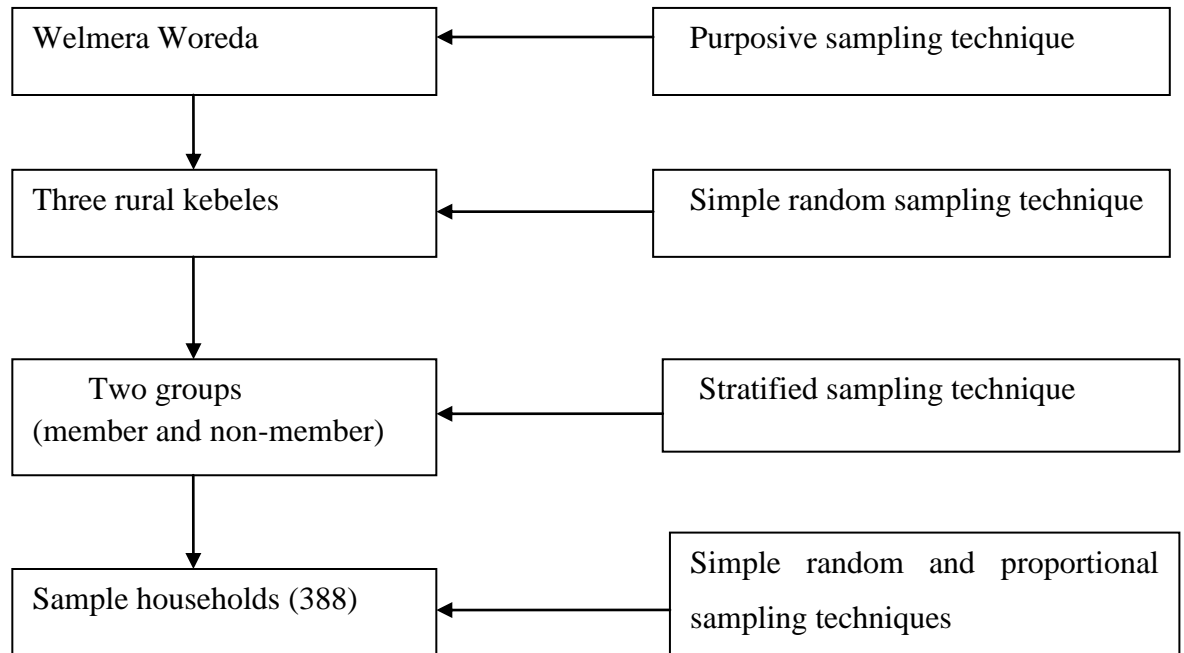 Welmera Woreda
Purposive sampling technique
Three rural kebeles
Simple random sampling technique
Two groups
(member and non-member)
Stratified sampling technique
Sample households (388)
Simple random and proportional
sampling techniques